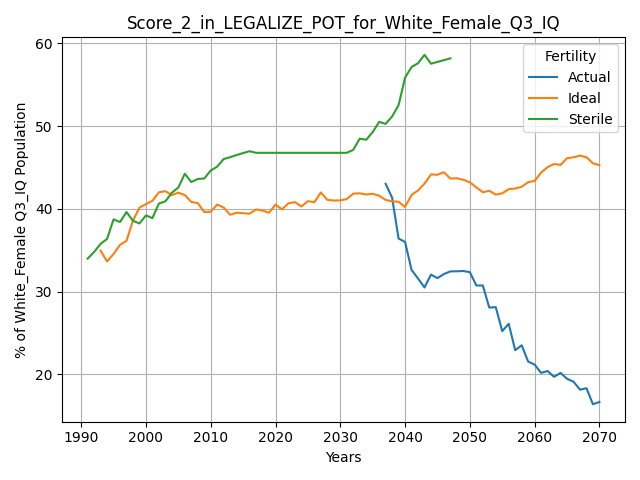 Score_2_in_LEGALIZE_POT_for_White_Female_Q3_IQ
% of White_Female Q3_IQ Population
60
50
40
30
20
Fertility
Actual
Ideal
Sterile
1990 2000 2010 2020 2030 2040 2050 2060 2070
Years